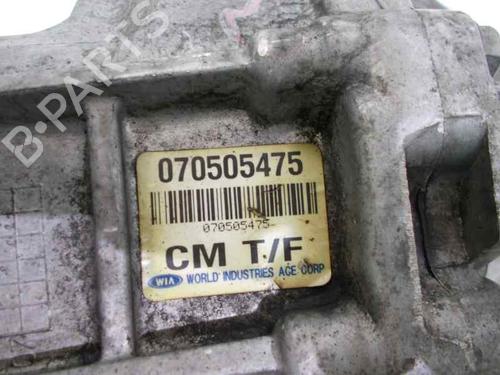 B-PARTS
070505475
070505475
CM T/F
WIA WORLD INDUSTRIES ACE CORP